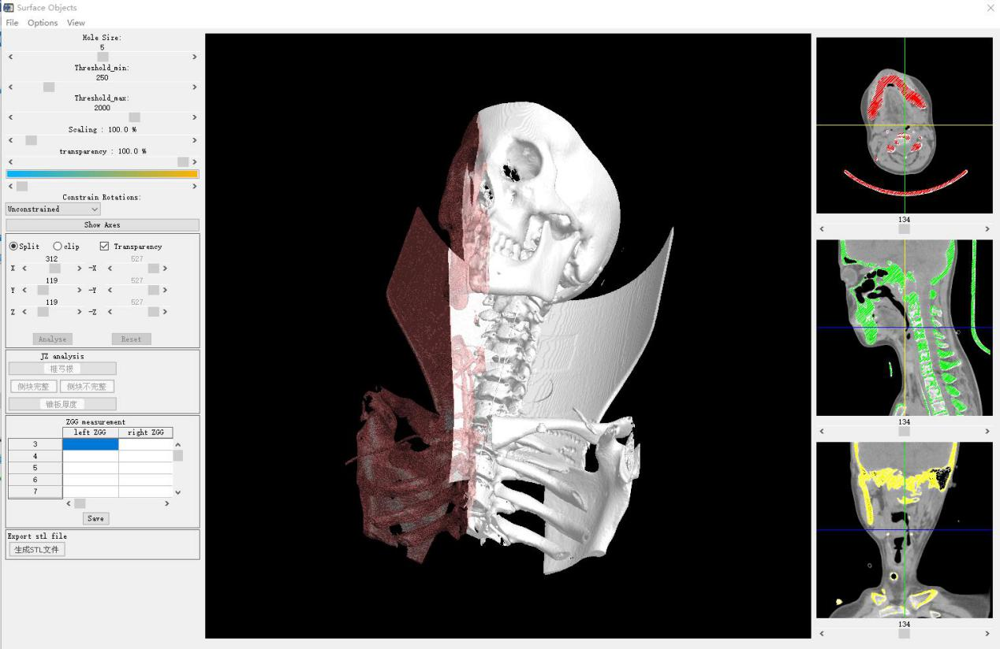 Surface Objects
File Options View
Hole Size:
5
Threshold_min:
250
Threshold_max:
2000
Scaling : 100.0 %
transparency : 100.0 %
Constrain Rotations:
Unconstrained
Show Axes
Split clip Transparency
312 527
X -X
119 527
Y -Y
119 527
Z -Z
Analyse Reset
JZ analysis
椎弓根
侧块完整 侧块不完整
锥板厚度
ZGG measurement
left ZGG right ZGG
3
4
5
6
7
Save
Export stl file
生成STL文件
134
134
134